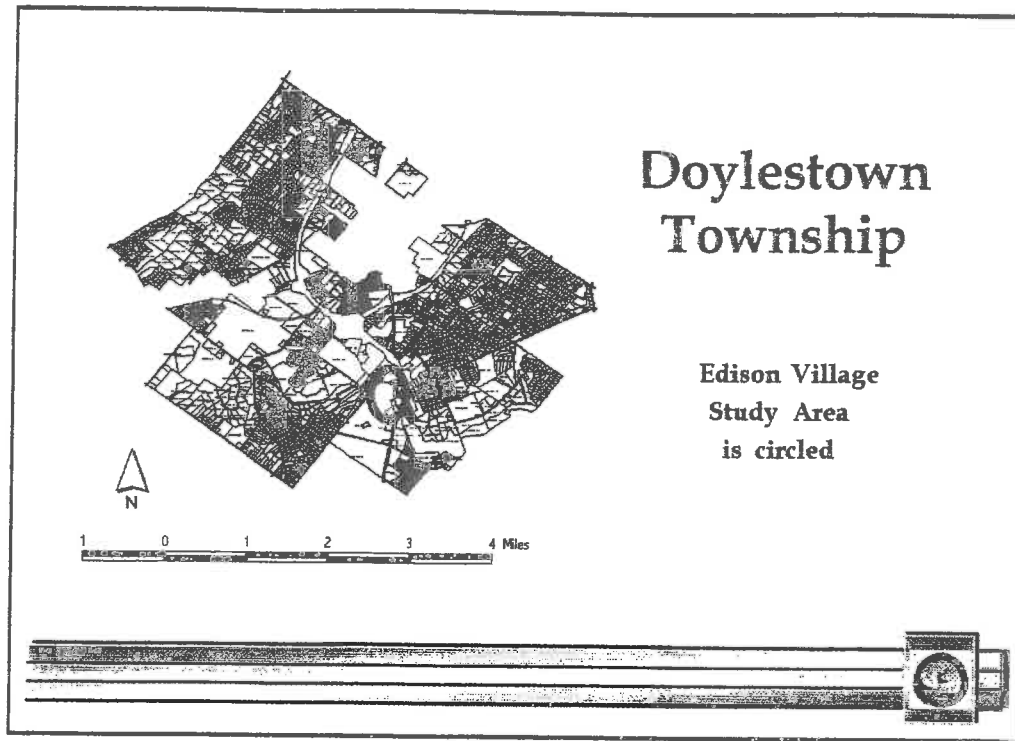 Doylestown
Township
Edison Village
Study Area
is circled
N
1 0 1 2 3 4 Miles